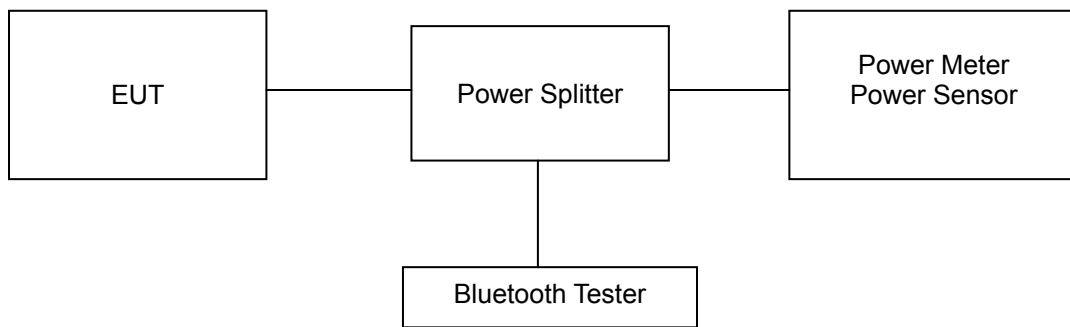 EUT
Power Splitter
Power Meter
Power Sensor
Bluetooth Tester